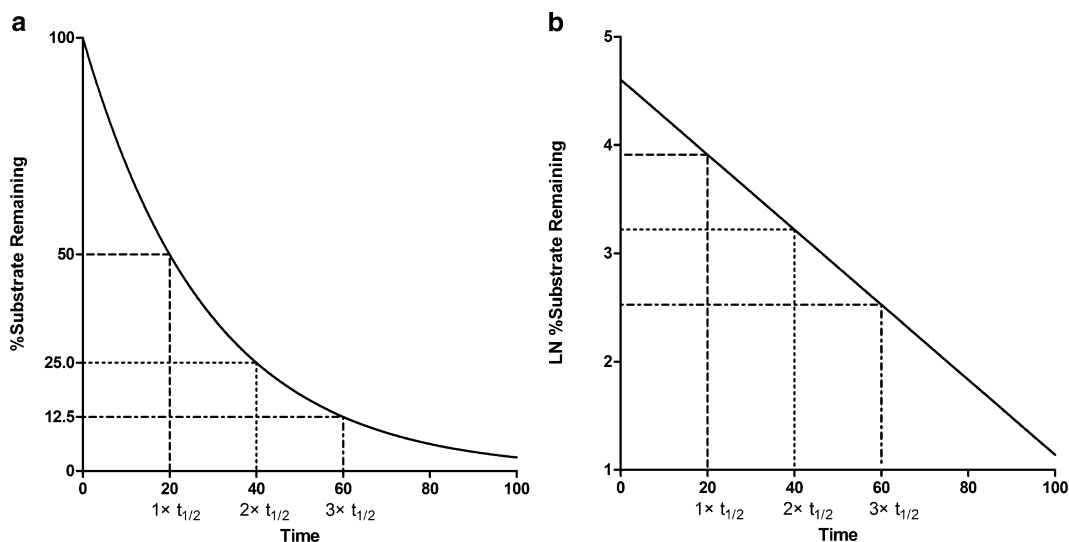 a
%Substrate Remaining
100
50
25.0
12.5
0
0 20 40 60 80 100
1× t1/2 2× t1/2 3× t1/2
Time
b
LN %Substrate Remaining
5
4
3
2
1
0 20 40 60 80 100
1× t1/2 2× t1/2 3× t1/2
Time